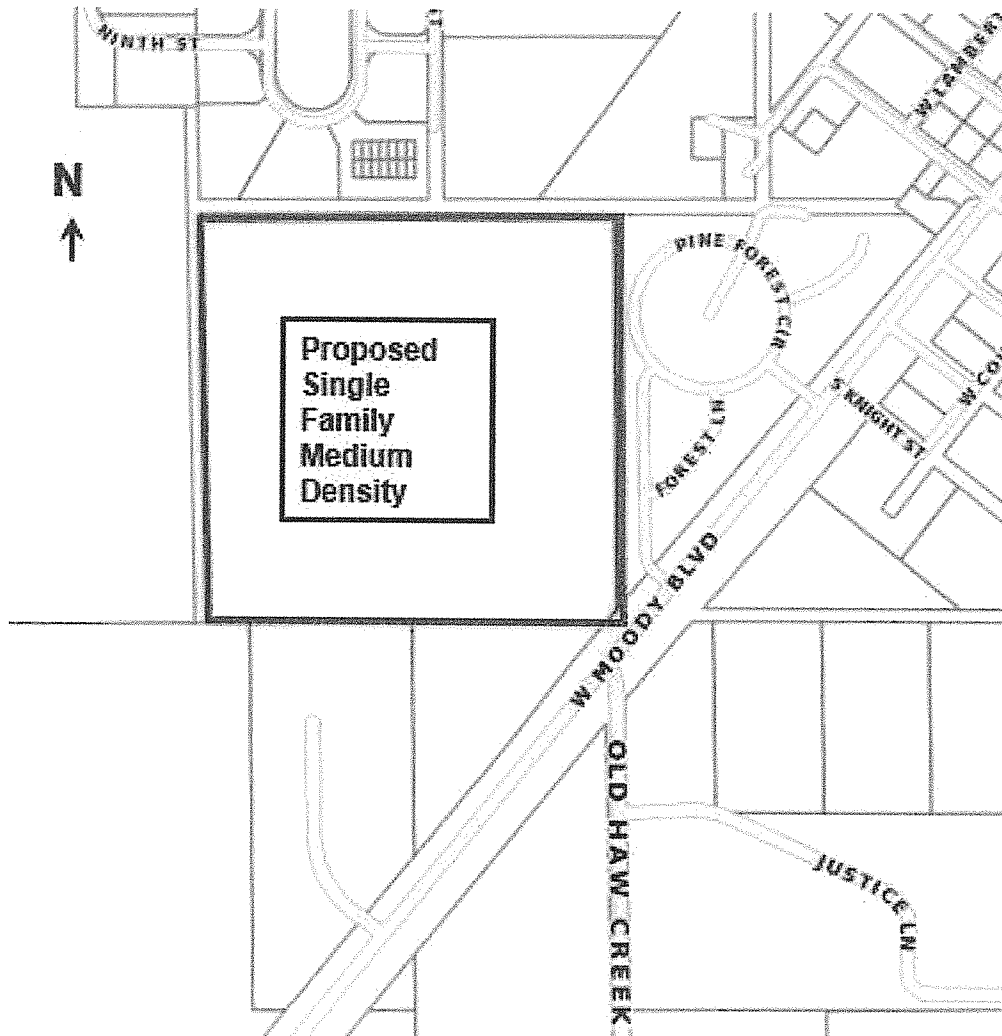 NINTH ST
W LAMBERT
N
PINE FOREST CIR
Proposed
Single
Family
Medium
Density
S KNIGHT ST
FOREST LN
W MOODY BLVD
OLD HAW CREEK
JUSTICE LN